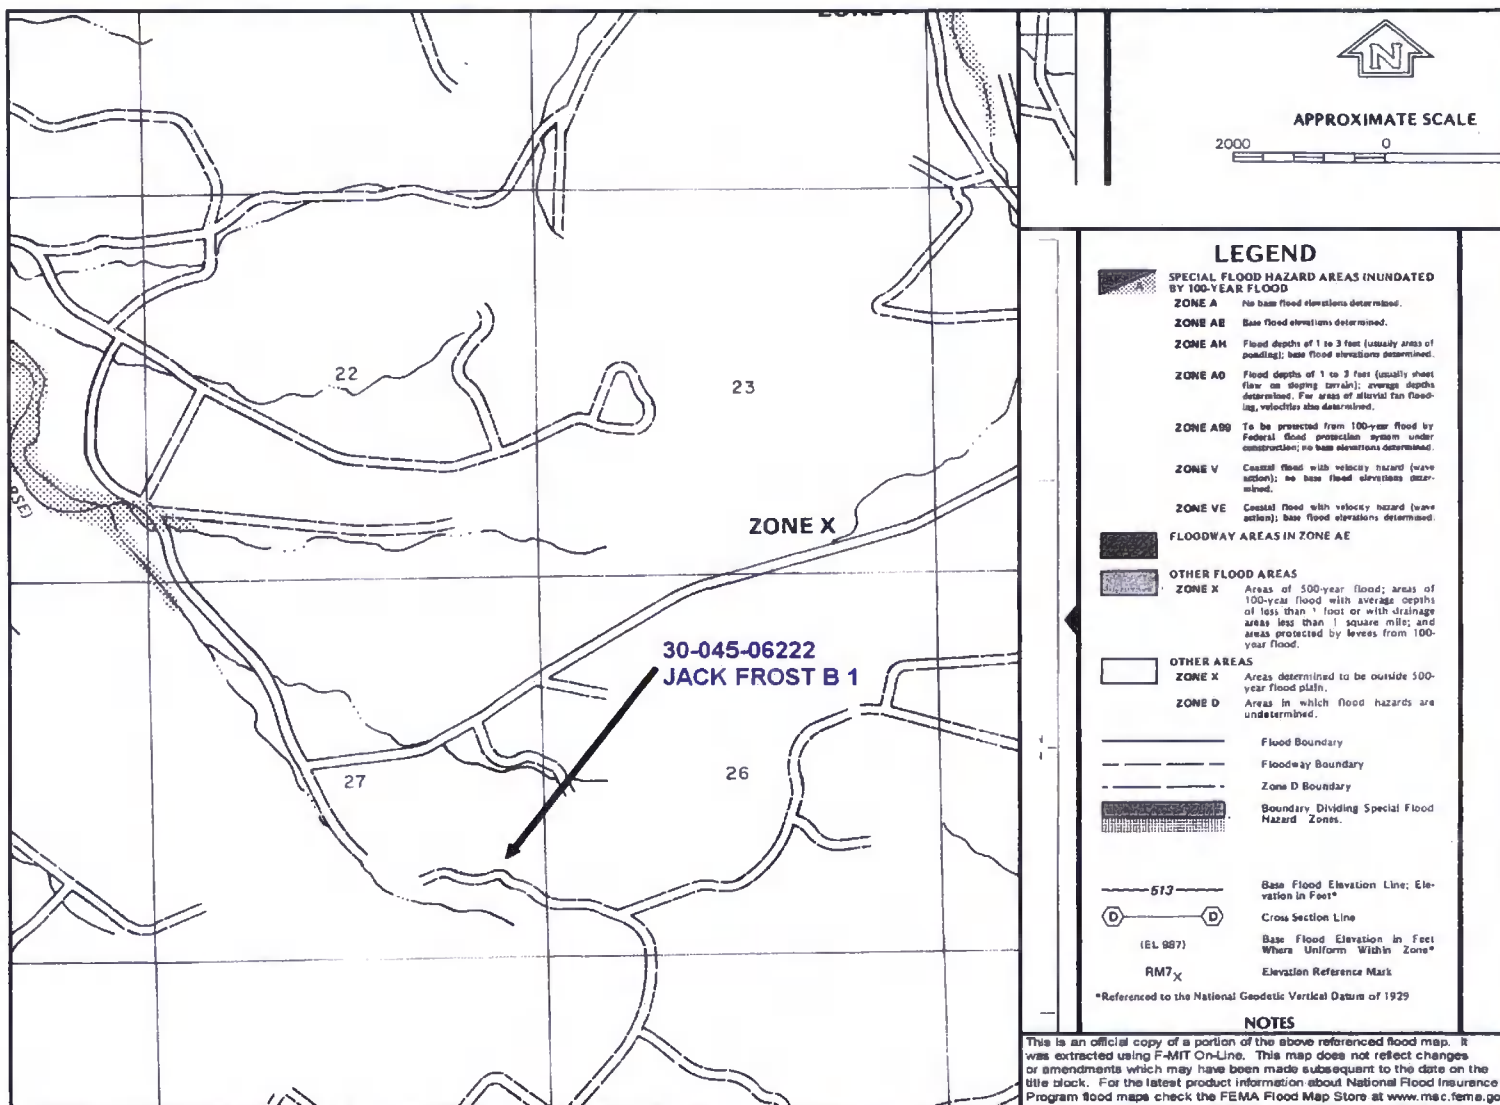 22
23
ZONE X
30-045-06222
JACK FROST B 1
27
26
RSE)
N
APPROXIMATE SCALE
2000 0
LEGEND
SPECIAL FLOOD HAZARD AREAS INUNDATED
BY 100-YEAR FLOOD
ZONE A No base flood elevations determined.
ZONE AE Base flood elevations determined.
ZONE AH Flood depths of 1 to 3 feet (usually areas of
ponding); base flood elevations determined.
ZONE AO Flood depths of 1 to 3 feet (usually sheet
flow on sloping terrain); average depths
determined. For areas of alluvial fan flood-
ing, velocities also determined.
ZONE A99 To be protected from 100-year flood by
Federal flood protection system under
construction; no base elevations determined.
ZONE V Coastal flood with velocity hazard (wave
action); no base flood elevations deter-
mined.
ZONE VE Coastal flood with velocity hazard (wave
action); base flood elevations determined.
FLOODWAY AREAS IN ZONE AE
OTHER FLOOD AREAS
ZONE X Areas of 500-year flood; areas of
100-year flood with average depths
of less than 1 foot or with drainage
areas less than 1 square mile; and
areas protected by levees from 100-
year flood.
OTHER AREAS
ZONE X Areas determined to be outside 500-
year flood plain.
ZONE D Areas in which flood hazards are
undetermined.
Flood Boundary
Floodway Boundary
Zone D Boundary
Boundary Dividing Special Flood
Hazard Zones.
513 Base Flood Elevation Line; Ele-
vation in Feet*
D D Cross Section Line
(EL 987) Base Flood Elevation in Feet
Where Uniform Within Zone*
RM7X Elevation Reference Mark
*Referenced to the National Geodetic Vertical Datum of 1929
NOTES
This is an official copy of a portion of the above referenced flood map. It
was extracted using F-MIT On-Line. This map does not reflect changes
or amendments which may have been made subsequent to the date on the
title block. For the latest product information about National Flood Insurance
Program flood maps check the FEMA Flood Map Store at www.msc.fema.go